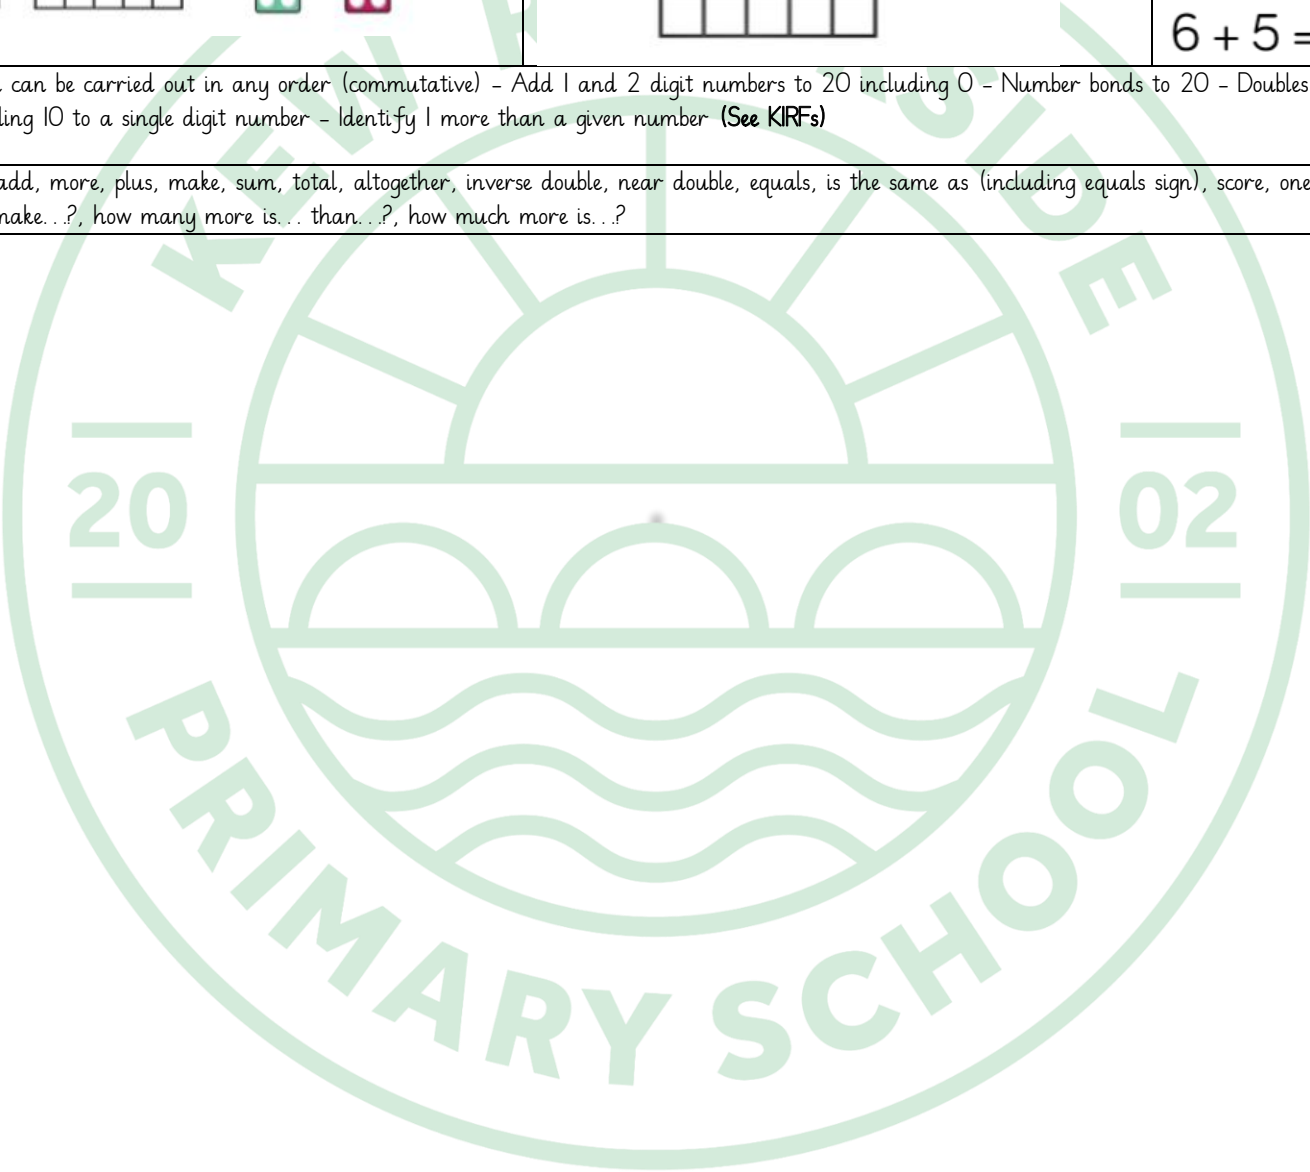 6 + 5 =
can be carried out in any order (commutative) – Add 1 and 2 digit numbers to 20 including 0 – Number bonds to 20 – Doubles
ling 10 to a single digit number – Identify 1 more than a given number (See KIRFs)
add, more, plus, make, sum, total, altogether, inverse double, near double, equals, is the same as (including equals sign), score, one
make…?, how many more is… than…?, how much more is…?
KEW
SIDE
20
02
PRIMARY SCHOOL